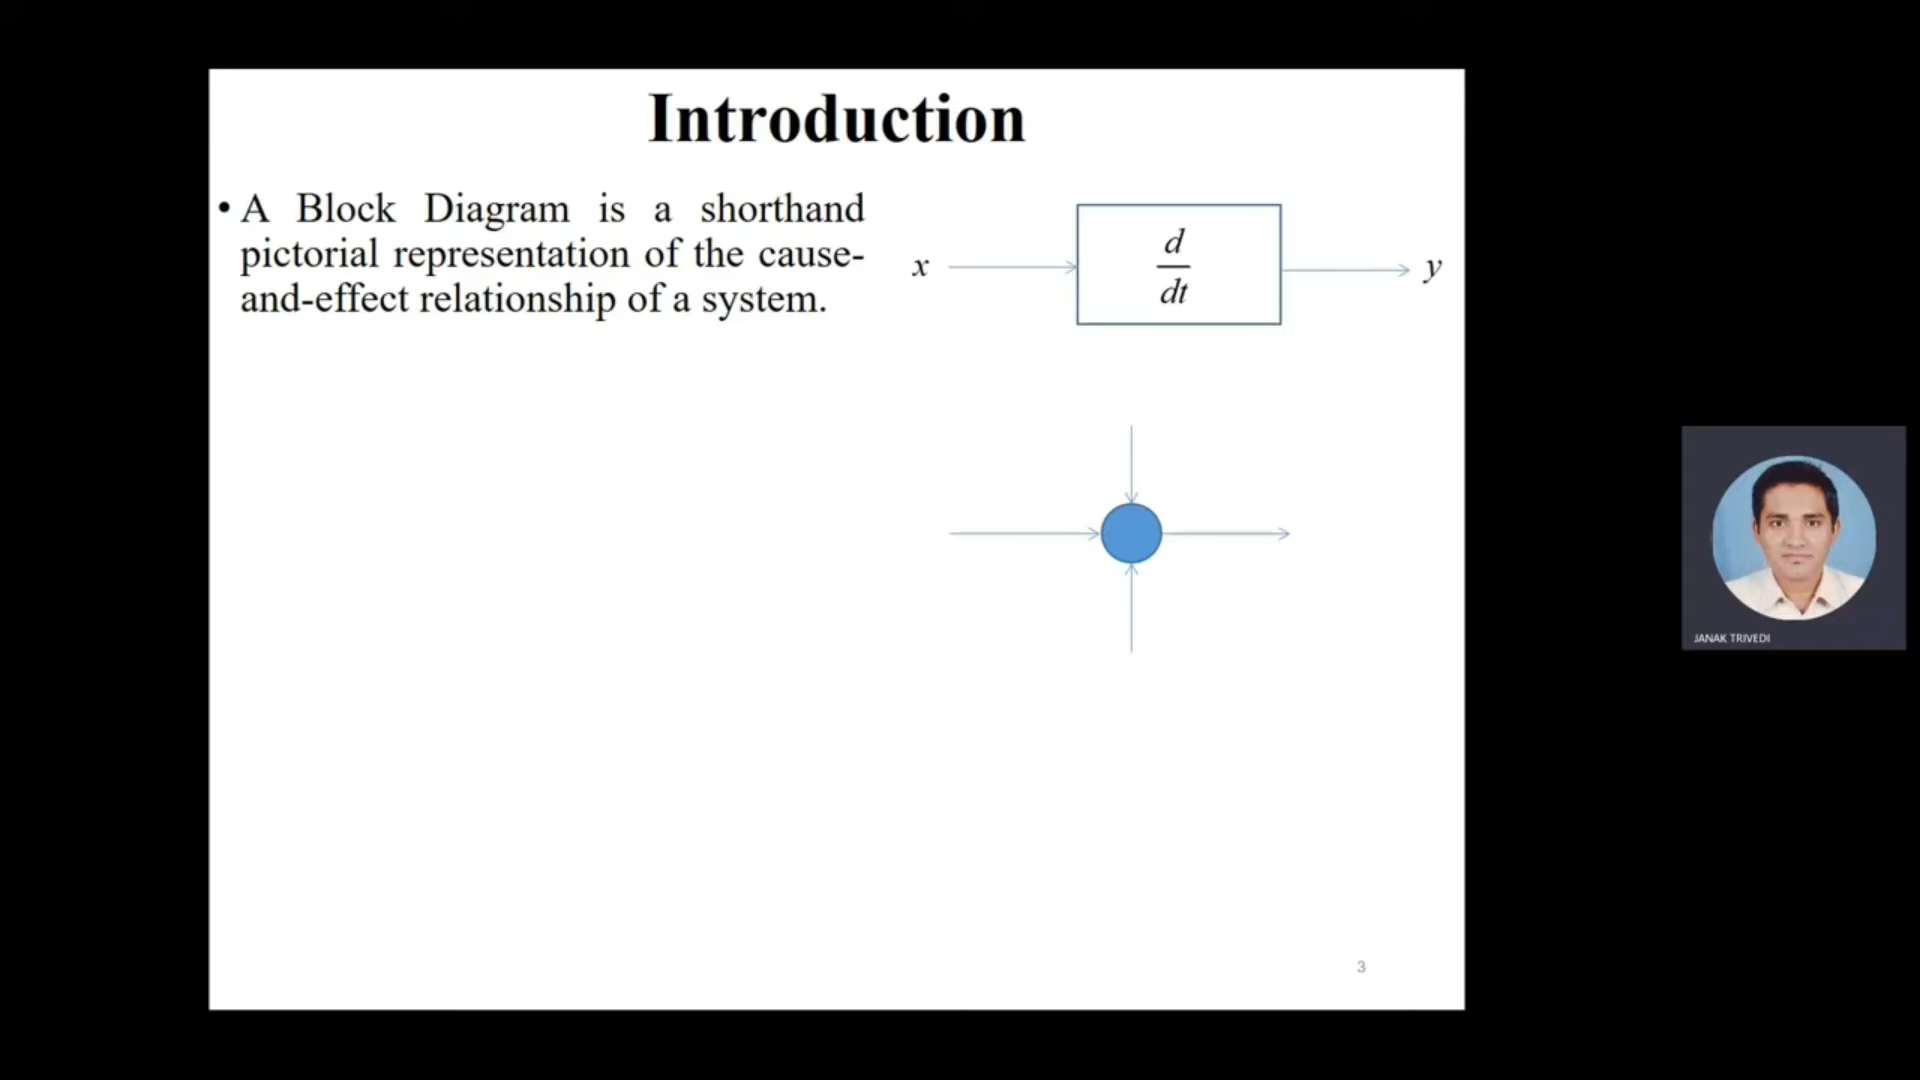 Introduction
• A Block Diagram is a shorthand
pictorial representation of the cause-
and-effect relationship of a system.
x
d
dt
y
JANAK TRIVEDI
3